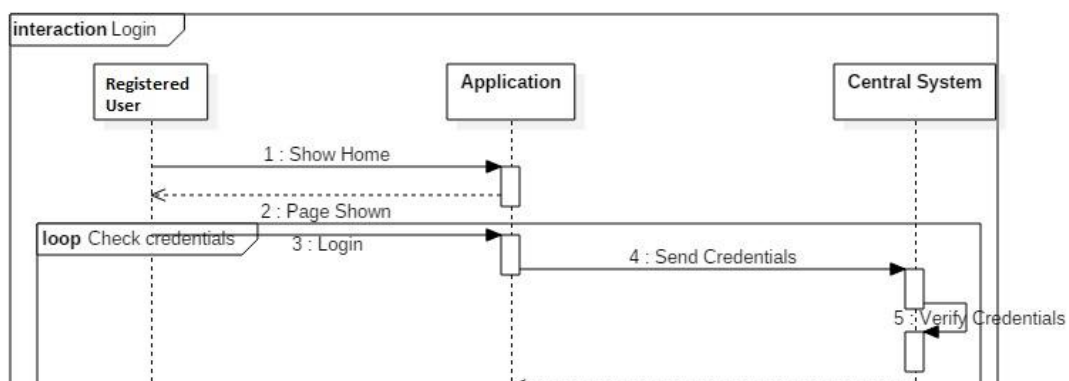 interaction Login
Registered
User
Application
Central System
1 : Show Home
2 : Page Shown
loop Check credentials
3 : Login
4 : Send Credentials
5 : Verify Credentials